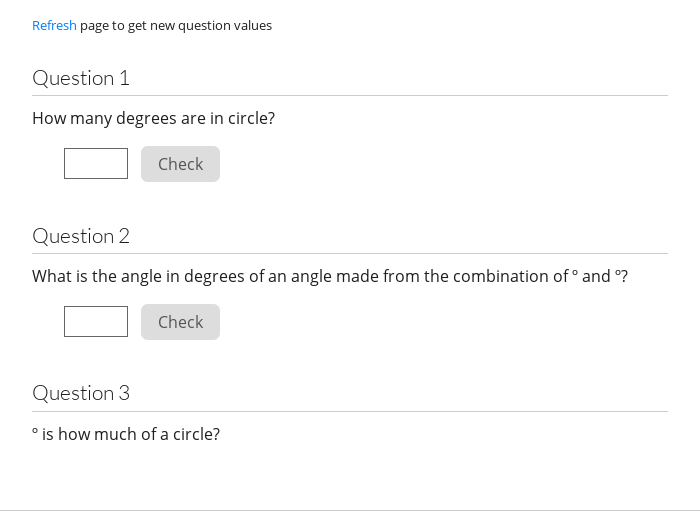 Refresh page to get new question values
Question 1
How many degrees are in circle?
Check
Question 2
What is the angle in degrees of an angle made from the combination of ° and °?
Check
Question 3
° is how much of a circle?